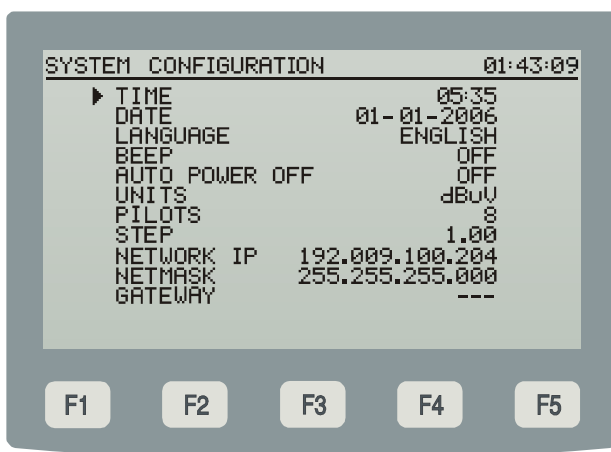 SYSTEM CONFIGURATION 01:43:09
TIME 05:35
DATE 01-01-2006
LANGUAGE ENGLISH
BEEP OFF
AUTO POWER OFF OFF
UNITS dBuV
PILOTS 8
STEP 1.00
NETWORK IP 192.009.100.204
NETMASK 255.255.255.000
GATEWAY ---
F1 F2 F3 F4 F5